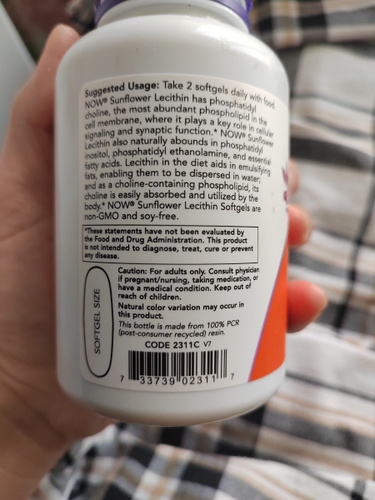 Suggested Usage: Take 2 softgels daily with food.
NOW® Sunflower Lecithin has phosphatidyl
choline, the most abundant phospholipid in the
cell membrane, where it plays a key role in cellular
signaling and synaptic function.* NOW® Sunflower
Lecithin also naturally abounds in phosphatidyl
inositol, phosphatidyl ethanolamine, and essential
fatty acids. Lecithin in the diet aids in emulsifying
fats, enabling them to be dispersed in water;
and as a choline-containing phospholipid, its
choline is easily absorbed and utilized by the
body.* NOW® Sunflower Lecithin Softgels are
non-GMO and soy-free.
*These statements have not been evaluated by
the Food and Drug Administration. This product
is not intended to diagnose, treat, cure or prevent
any disease.
SOFTGEL SIZE
Caution: For adults only. Consult physician
if pregnant/nursing, taking medication, or
have a medical condition. Keep out of
reach of children.
Natural color variation may occur in
this product.
This bottle is made from 100% PCR
(post-consumer recycled) resin.
CODE 2311C V7
7 33739 02311 7